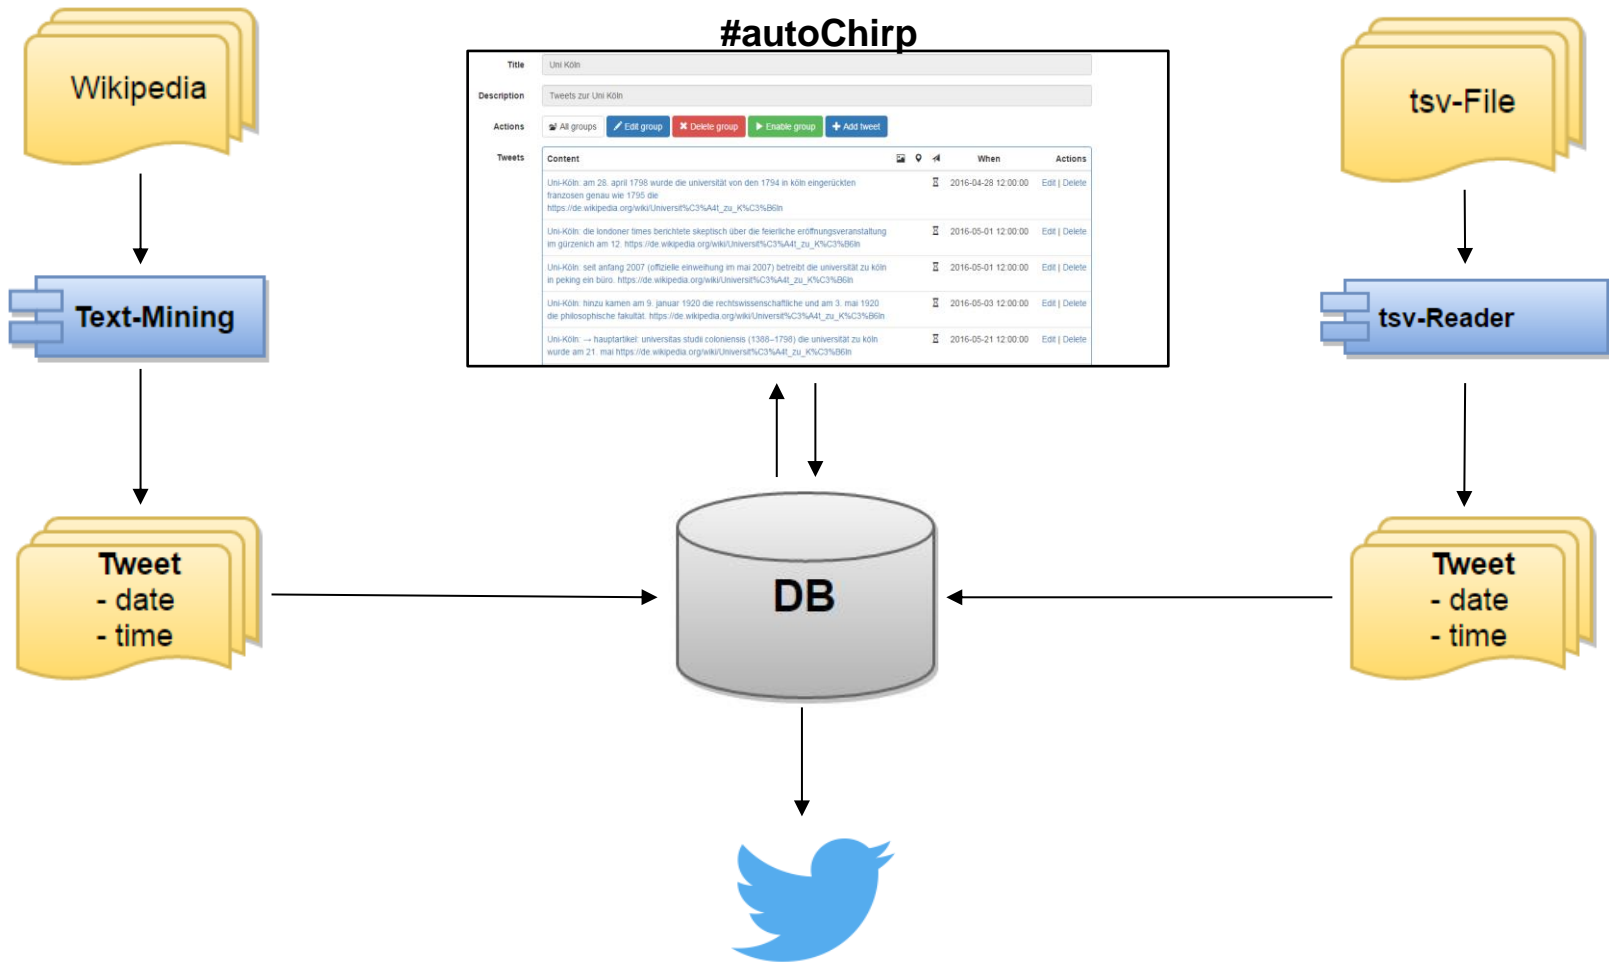 #autoChirp
Wikipedia
Text-Mining
Tweet
- date
- time
Title
Uni Köln
Description
Tweets zur Uni Köln
Actions
All groups Edit group Delete group Enable group Add tweet
Tweets
Content When Actions
Uni-Köln: am 28. april 1798 wurde die universität von den 1794 in köln eingerückten 2016-04-28 12:00:00 Edit | Delete
franzosen genau wie 1795 die
https://de.wikipedia.org/wiki/Universit%C3%A4t_zu_K%C3%B6ln
Uni-Köln: die londoner times berichtete skeptisch über die feierliche eröffnungsveranstaltung 2016-05-01 12:00:00 Edit | Delete
im gürzenich am 12. https://de.wikipedia.org/wiki/Universit%C3%A4t_zu_K%C3%B6ln
Uni-Köln: seit anfang 2007 (offizielle einweihung im mai 2007) betreibt die universität zu köln 2016-05-01 12:00:00 Edit | Delete
in peking ein büro. https://de.wikipedia.org/wiki/Universit%C3%A4t_zu_K%C3%B6ln
Uni-Köln: hinzu kamen am 9. januar 1920 die rechtswissenschaftliche und am 3. mai 1920 2016-05-03 12:00:00 Edit | Delete
die philosophische fakultät. https://de.wikipedia.org/wiki/Universit%C3%A4t_zu_K%C3%B6ln
Uni-Köln: → hauptartikel: universitas studii coloniensis (1388–1798) die universität zu köln 2016-05-21 12:00:00 Edit | Delete
wurde am 21. mai https://de.wikipedia.org/wiki/Universit%C3%A4t_zu_K%C3%B6ln
DB
tsv-File
tsv-Reader
Tweet
- date
- time